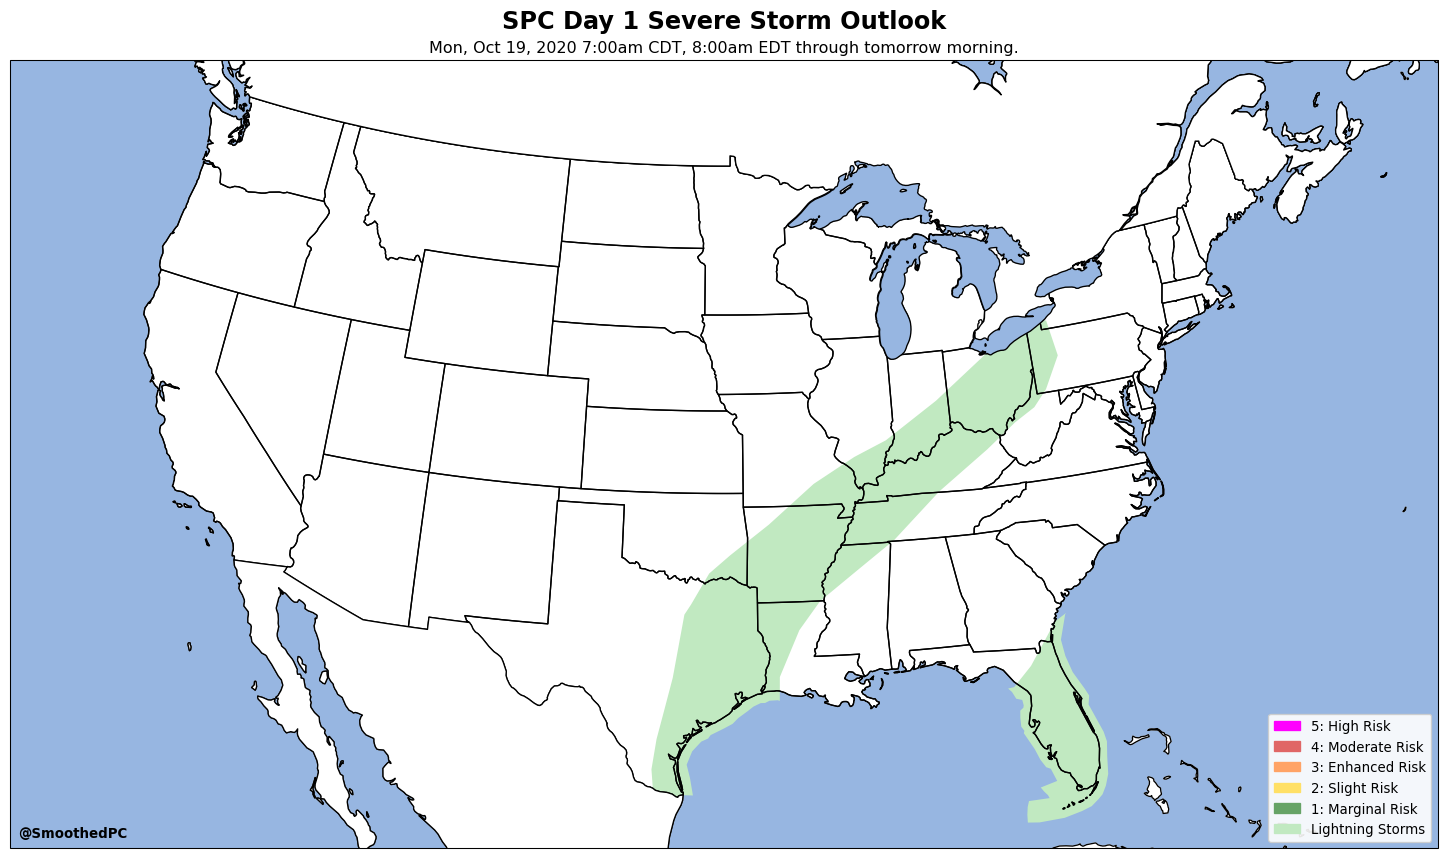 SPC Day 1 Severe Storm Outlook
Mon, Oct 19, 2020 7:00am CDT, 8:00am EDT through tomorrow morning.
5: High Risk
4: Moderate Risk
3: Enhanced Risk
2: Slight Risk
1: Marginal Risk
Lightning Storms
@SmoothedPC